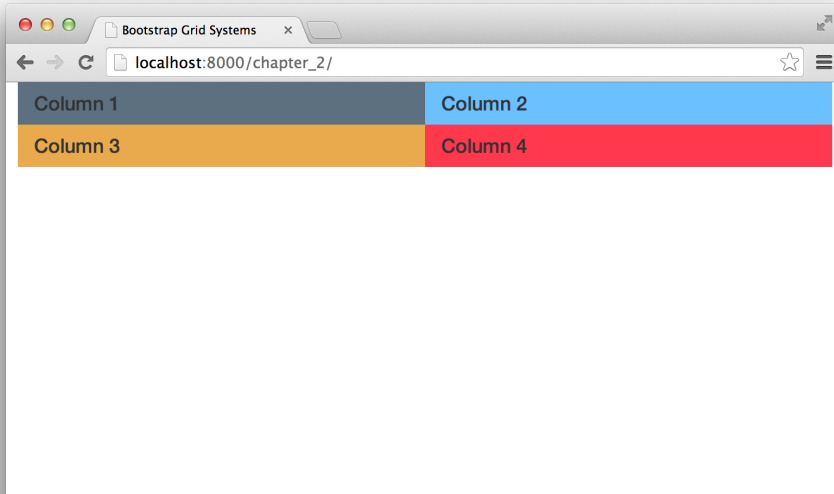 Bootstrap Grid Systems
localhost:8000/chapter_2/
Column 1
Column 2
Column 3
Column 4